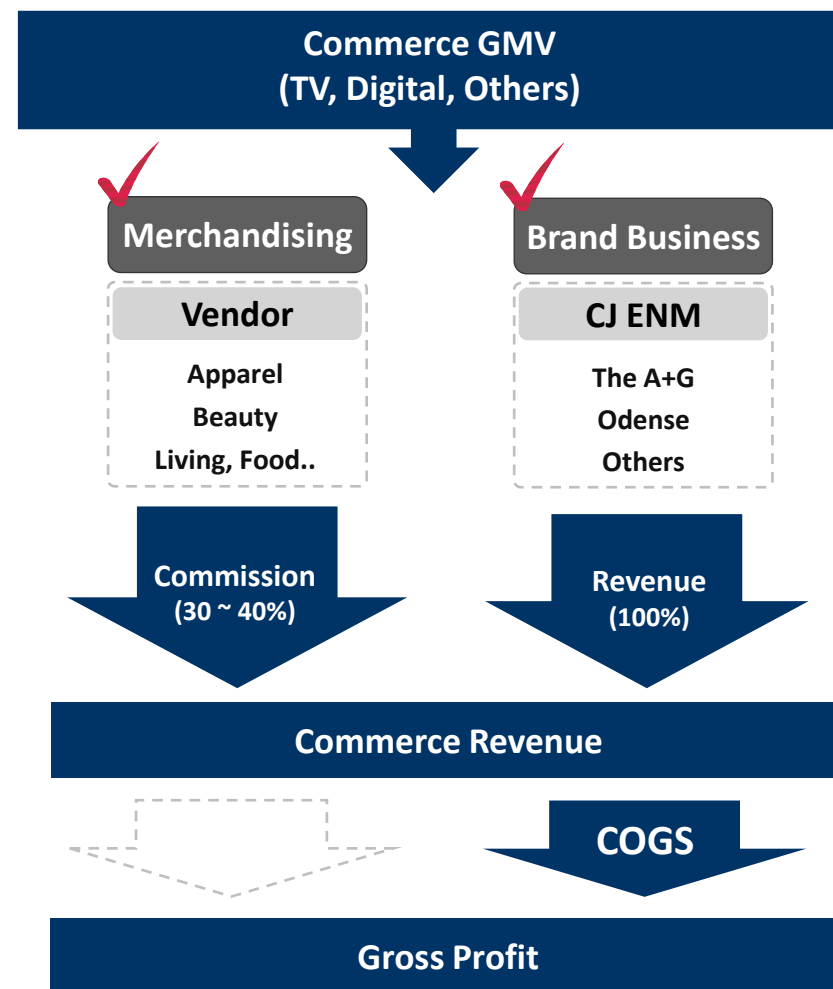 Commerce GMV
(TV, Digital, Others)
Merchandising
Vendor
Apparel
Beauty
Living, Food..
Commission
(30 ~ 40%)
Brand Business
CJ ENM
The A+G
Odense
Others
Revenue
(100%)
Commerce Revenue
COGS
Gross Profit